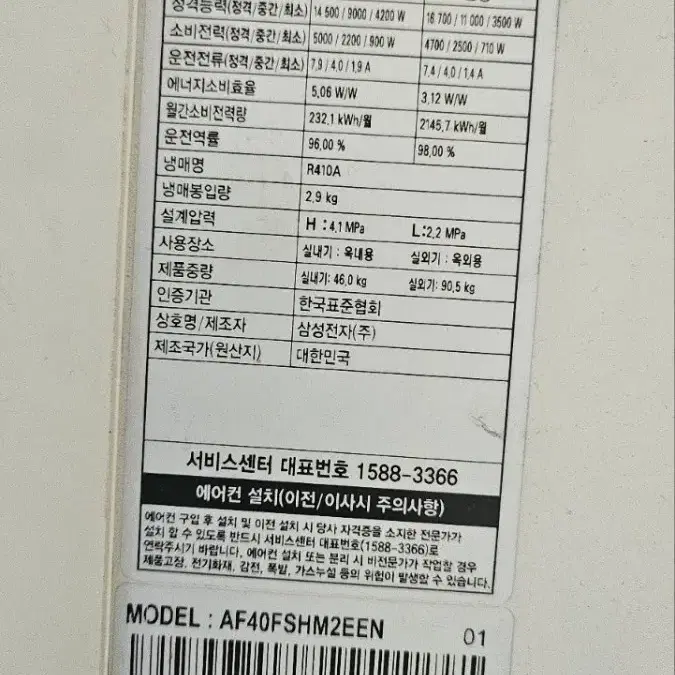 정격능력(정격/중간/최소) 14 500 / 9000 / 4200 W 16 700 / 11 000 / 3500 W
소비전력(정격/중간/최소) 5000 / 2200 / 900 W 4700 / 2500 / 710 W
운전전류(정격/중간/최소) 7,9 / 4,0 / 1,9 A 7,4 / 4,0 / 1,4 A
에너지소비효율 5,06 W/W 3,12 W/W
월간소비전력량 232,1 kWh/월 2145,7 kWh/월
운전역률 96,00 % 98,00 %
냉매명 R410A
냉매봉입량 2,9 kg
설계압력 H : 4,1 MPa L : 2,2 MPa
사용장소 실내기 : 옥내용 실외기 : 옥외용
제품중량 실내기 : 46,0 kg 실외기 : 90,5 kg
인증기관 한국표준협회
상호명/제조자 삼성전자(주)
제조국가(원산지) 대한민국
서비스센터 대표번호 1588-3366
에어컨 설치(이전/이사시 주의사항)
에어컨 구입 후 설치 및 이전 설치 시 당사 자격증을 소지한 전문가가
설치 할 수 있도록 반드시 서비스센터 대표번호(1588-3366)로
연락주시기 바랍니다. 에어컨 설치 또는 분리 시 비전문가가 작업할 경우
제품고장, 전기화재, 감전, 폭발, 가스누설 등의 위험이 발생할 수 있습니다.
MODEL : AF40FSHM2EEN 01